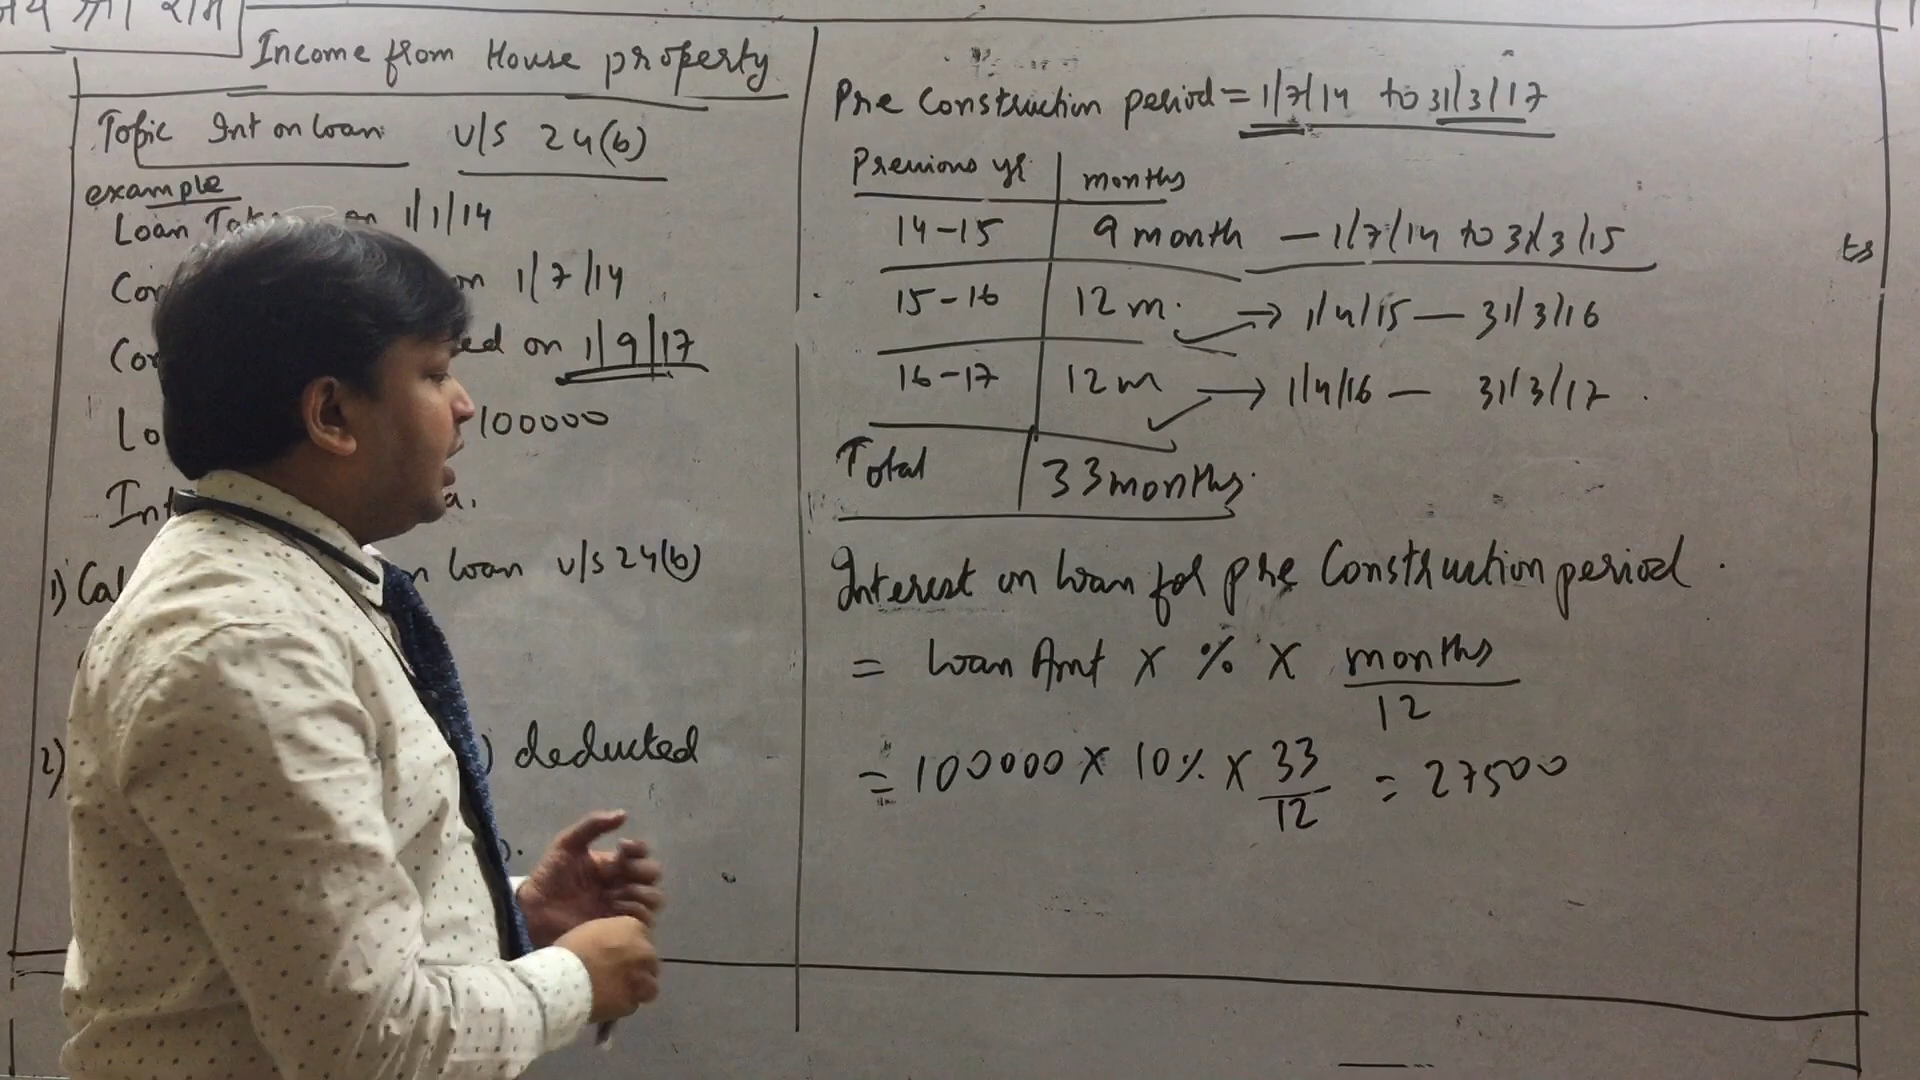 जय श्री राम
Income from House property
Topic Int on loan U/S 24(b)
example
Loan on 1/1/14
on 1/7/14
ed on 1/9/17
Lo 100000
Int a.
1) Cal n loan U/S 24(b)
2) ) deducted
Pre Construction period = 1/7/14 to 31/3/17
Previous yr months
14-15 9 month - 1/7/14 to 31/3/15
ts
15-16 12 m. → 1/4/15 - 31/3/16
16-17 12 m → 1/4/16 - 31/3/17 .
Total 33 months.
Interest on loan for pre Construction period .
= loan Amt X % X months
12
= 100000 X 10% X 33 = 27500
12